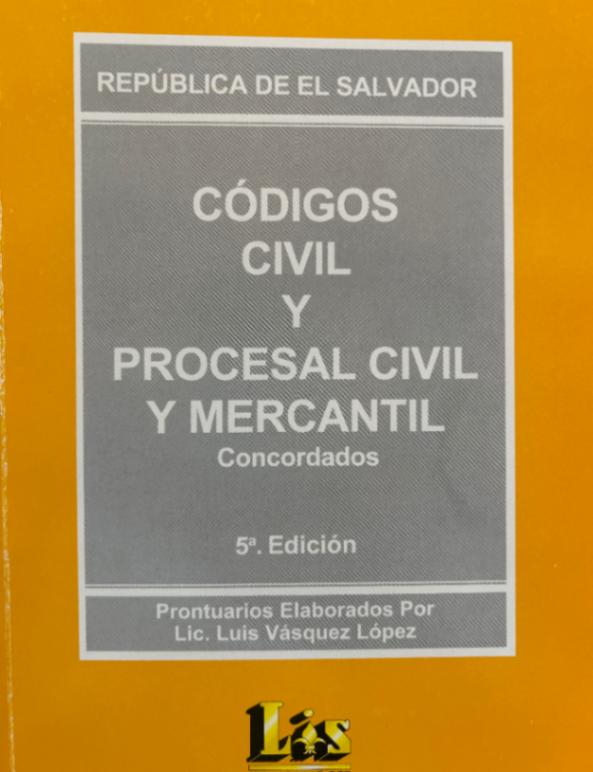 REPÚBLICA DE EL SALVADOR
CÓDIGOS
CIVIL
Y
PROCESAL CIVIL
Y MERCANTIL
Concordados
5ª. Edición
Prontuarios Elaborados Por
Lic. Luis Vásquez López
Lis